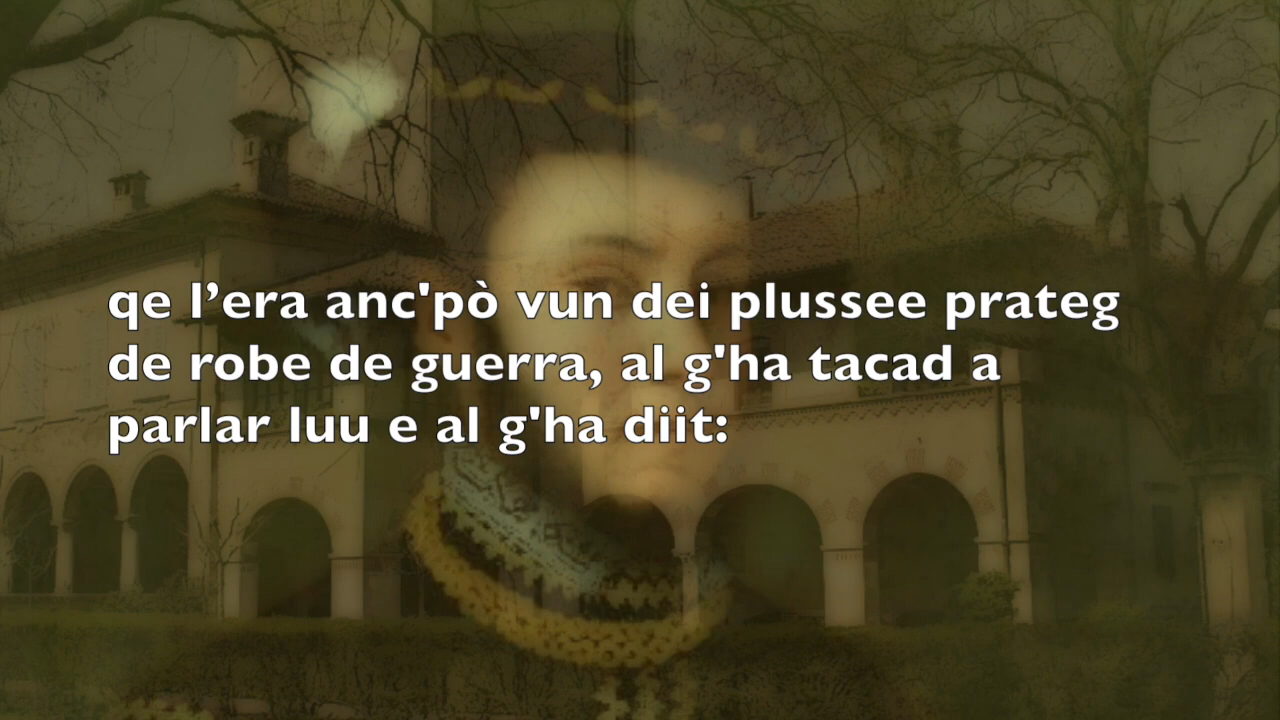 qe l’era anc'pò vun dei plussee prateg
de robe de guerra, al g'ha tacad a
parlar luu e al g'ha diit: